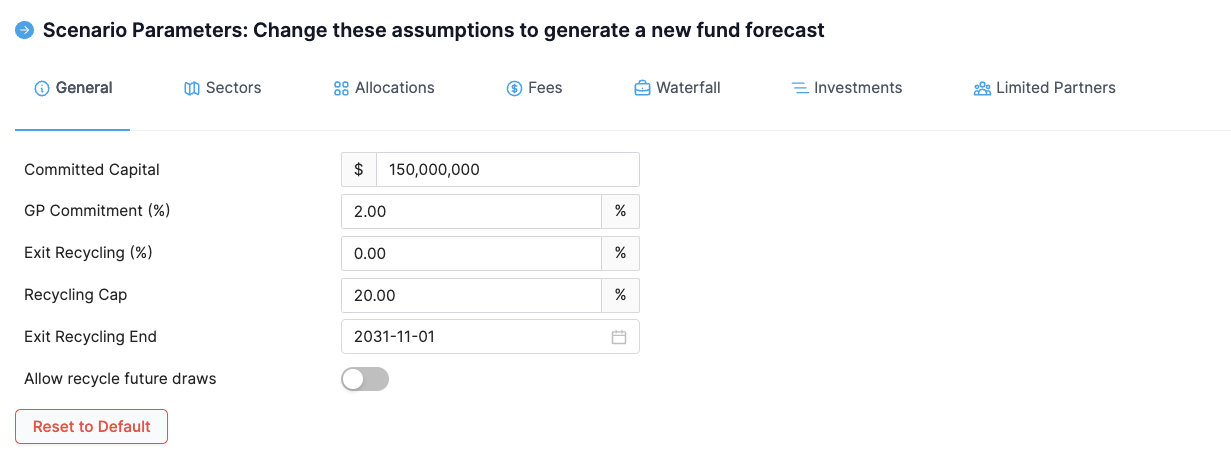 Scenario Parameters: Change these assumptions to generate a new fund forecast
General Sectors Allocations Fees Waterfall Investments Limited Partners
Committed Capital $ 150,000,000
GP Commitment (%) 2.00 %
Exit Recycling (%) 0.00 %
Recycling Cap 20.00 %
Exit Recycling End 2031-11-01
Allow recycle future draws
Reset to Default